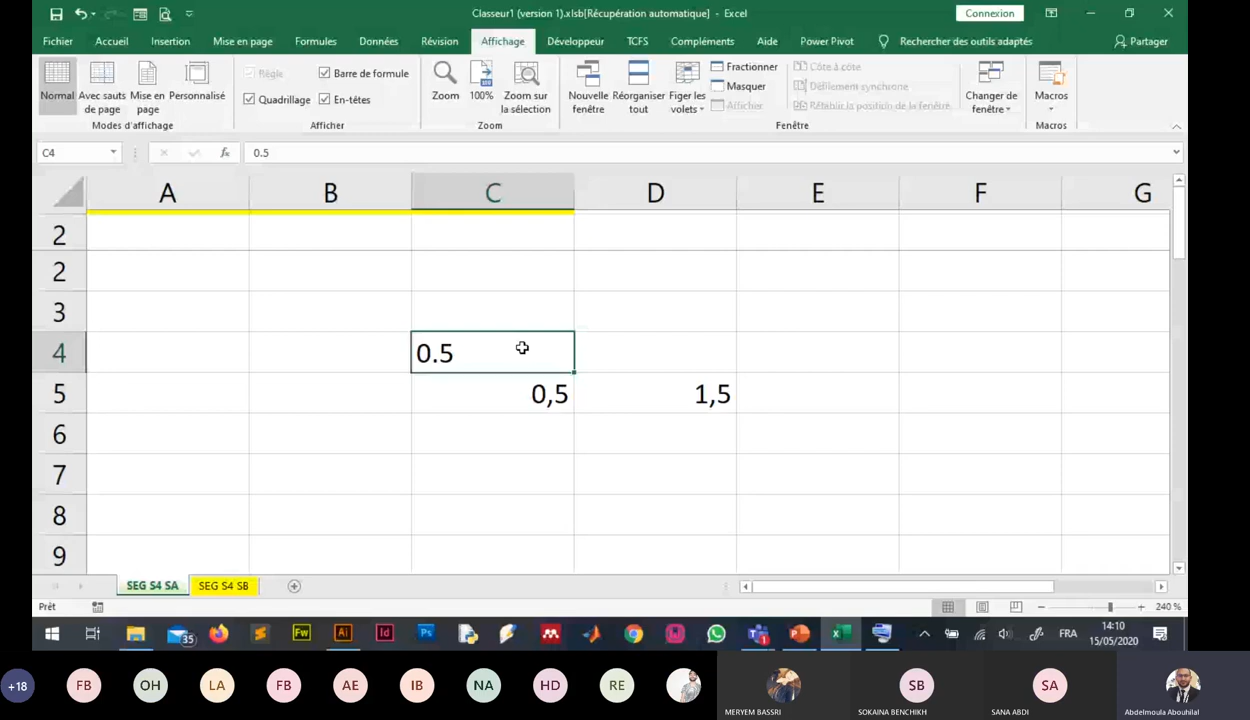 Classeur1 (version 1).xlsb[Récupération automatique] - Excel
Connexion
Fichier Accueil Insertion Mise en page Formules Données Révision Affichage Développeur TCFS Compléments Aide Power Pivot Rechercher des outils adaptés Partager
Normal
Avec sauts de page
Mise en page
Personnalisé
Modes d'affichage
Règle
Barre de formule
Quadrillage
En-têtes
Afficher
Zoom
100%
Zoom sur la sélection
Zoom
Nouvelle fenêtre
Réorganiser tout
Figer les volets
Fractionner
Masquer
Afficher
Côte à côte
Défilement synchrone
Rétablir la position de la fenêtre
Changer de fenêtre
Fenêtre
Macros
Macros
C4
fx
0.5
A B C D E F G
2
2
3
4 0.5
5 0,5 1,5
6
7
8
9
SEG S4 SA SEG S4 SB
Prêt
240 %
Fw Ai Id Ps
35
1
FRA
14:10
15/05/2020
+18 FB OH LA FB AE IB NA HD RE SB SA
MERYEM BASSRI
SOKAINA BENCHIKH
SANA ABDI
Abdelmoula Abouhilal